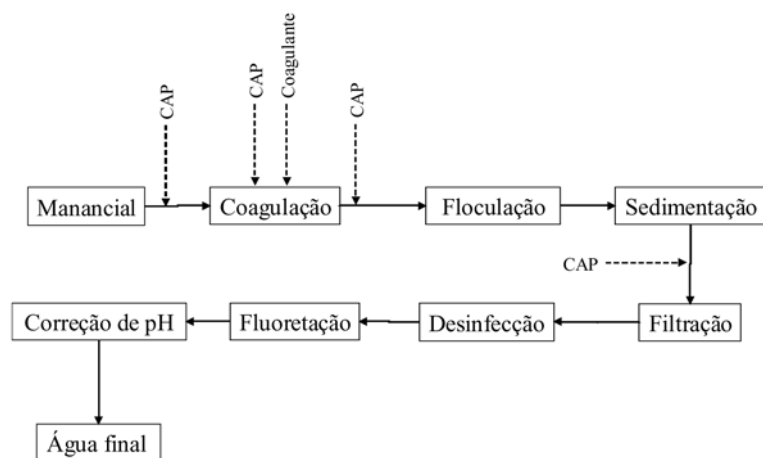 CAP
CAP
Coagulante
CAP
Manancial
Coagulação
Floculação
Sedimentação
CAP
Correção de pH
Fluoretação
Desinfecção
Filtração
Água final